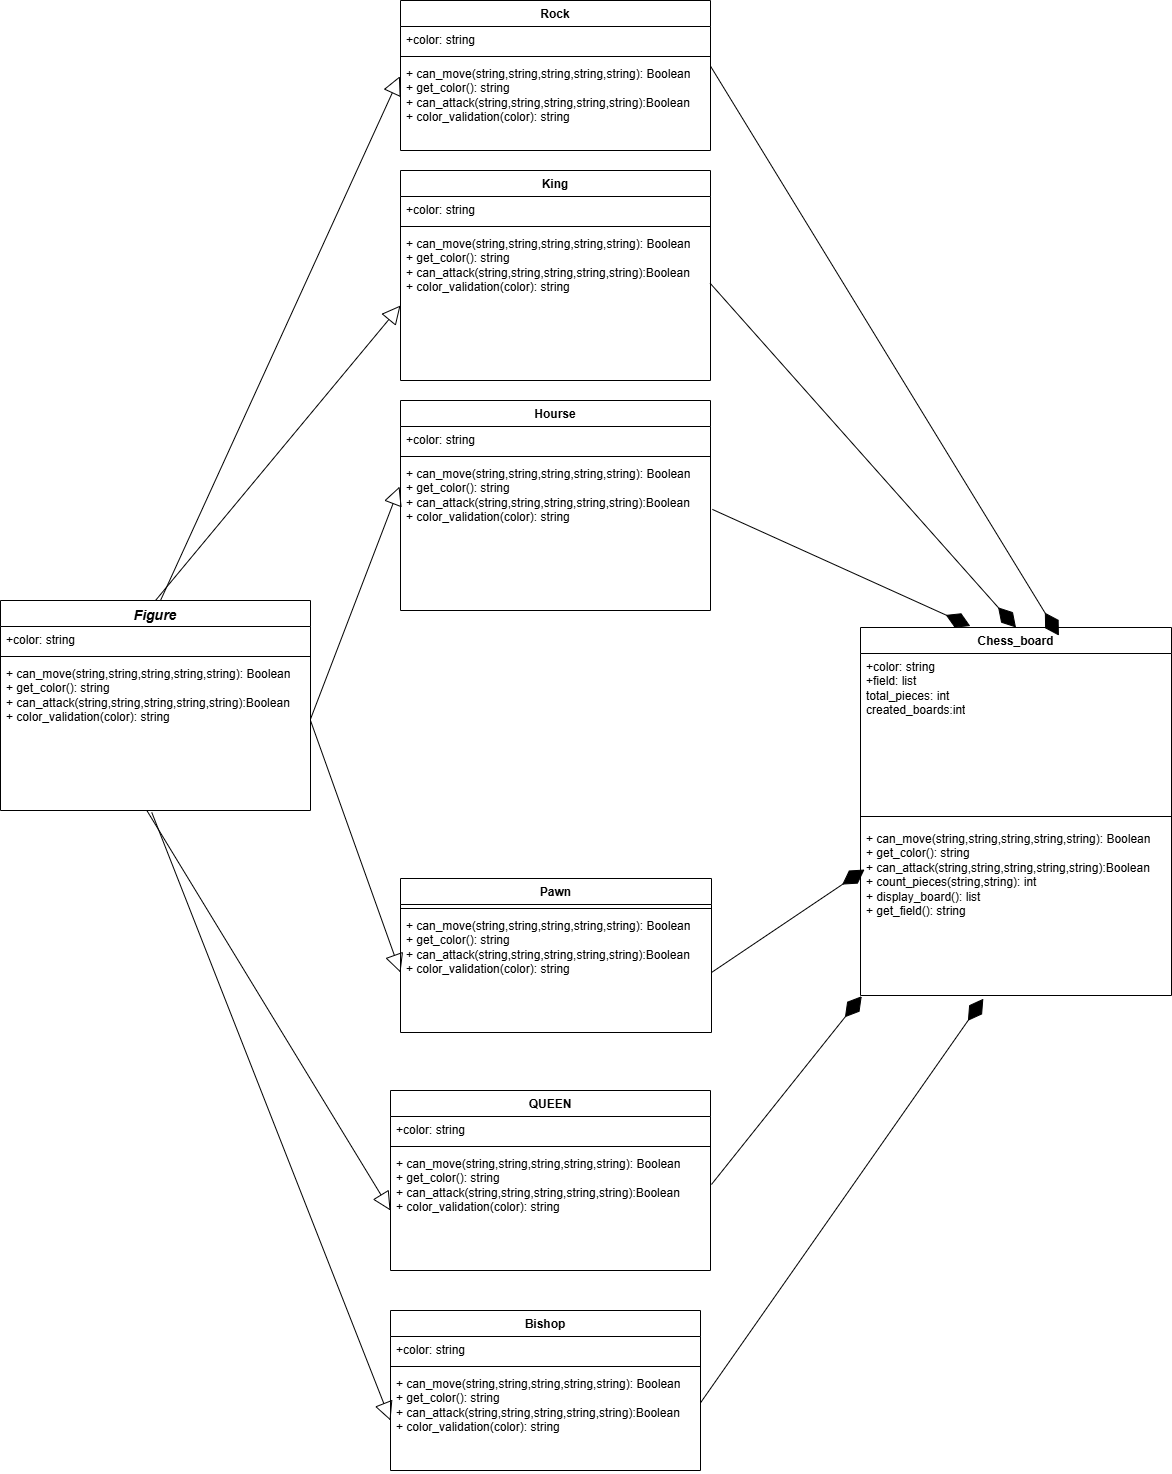 Rock
+color: string
+ can_move(string,string,string,string,string): Boolean
+ get_color(): string
+ can_attack(string,string,string,string,string):Boolean
+ color_validation(color): string
King
+color: string
+ can_move(string,string,string,string,string): Boolean
+ get_color(): string
+ can_attack(string,string,string,string,string):Boolean
+ color_validation(color): string
Hourse
+color: string
+ can_move(string,string,string,string,string): Boolean
+ get_color(): string
+ can_attack(string,string,string,string,string):Boolean
+ color_validation(color): string
Figure
+color: string
+ can_move(string,string,string,string,string): Boolean
+ get_color(): string
+ can_attack(string,string,string,string,string):Boolean
+ color_validation(color): string
Chess_board
+color: string
+field: list
total_pieces: int
created_boards:int
+ can_move(string,string,string,string,string): Boolean
+ get_color(): string
+ can_attack(string,string,string,string,string):Boolean
+ count_pieces(string,string): int
+ display_board(): list
+ get_field(): string
Pawn
+ can_move(string,string,string,string,string): Boolean
+ get_color(): string
+ can_attack(string,string,string,string,string):Boolean
+ color_validation(color): string
QUEEN
+color: string
+ can_move(string,string,string,string,string): Boolean
+ get_color(): string
+ can_attack(string,string,string,string,string):Boolean
+ color_validation(color): string
Bishop
+color: string
+ can_move(string,string,string,string,string): Boolean
+ get_color(): string
+ can_attack(string,string,string,string,string):Boolean
+ color_validation(color): string